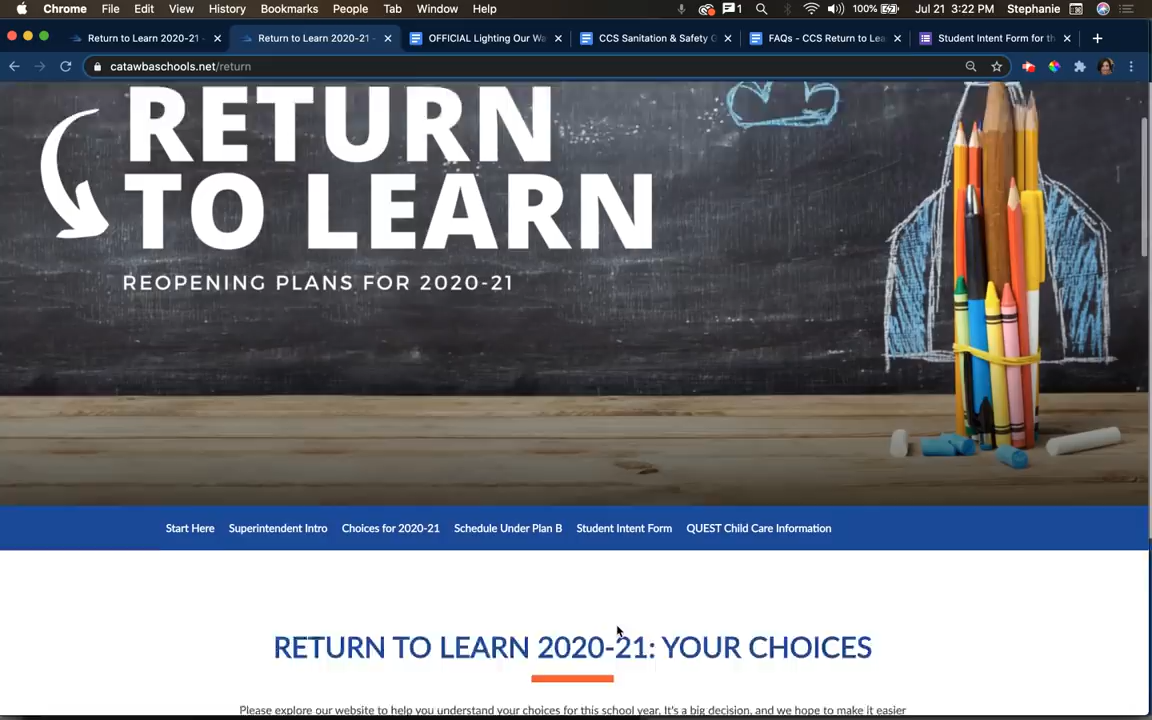 Chrome File Edit View History Bookmarks People Tab Window Help 1 100% Jul 21 3:22 PM Stephanie
Return to Learn 2020-21 - Return to Learn 2020-21 - OFFICIAL Lighting Our Wa CCS Sanitation & Safety G FAQs - CCS Return to Lea Student Intent Form for th
catawbaschools.net/return
RETURN
TO LEARN
REOPENING PLANS FOR 2020-21
Start Here Superintendent Intro Choices for 2020-21 Schedule Under Plan B Student Intent Form QUEST Child Care Information
RETURN TO LEARN 2020-21: YOUR CHOICES
Please explore our website to help you understand your choices for this school year. It's a big decision, and we hope to make it easier